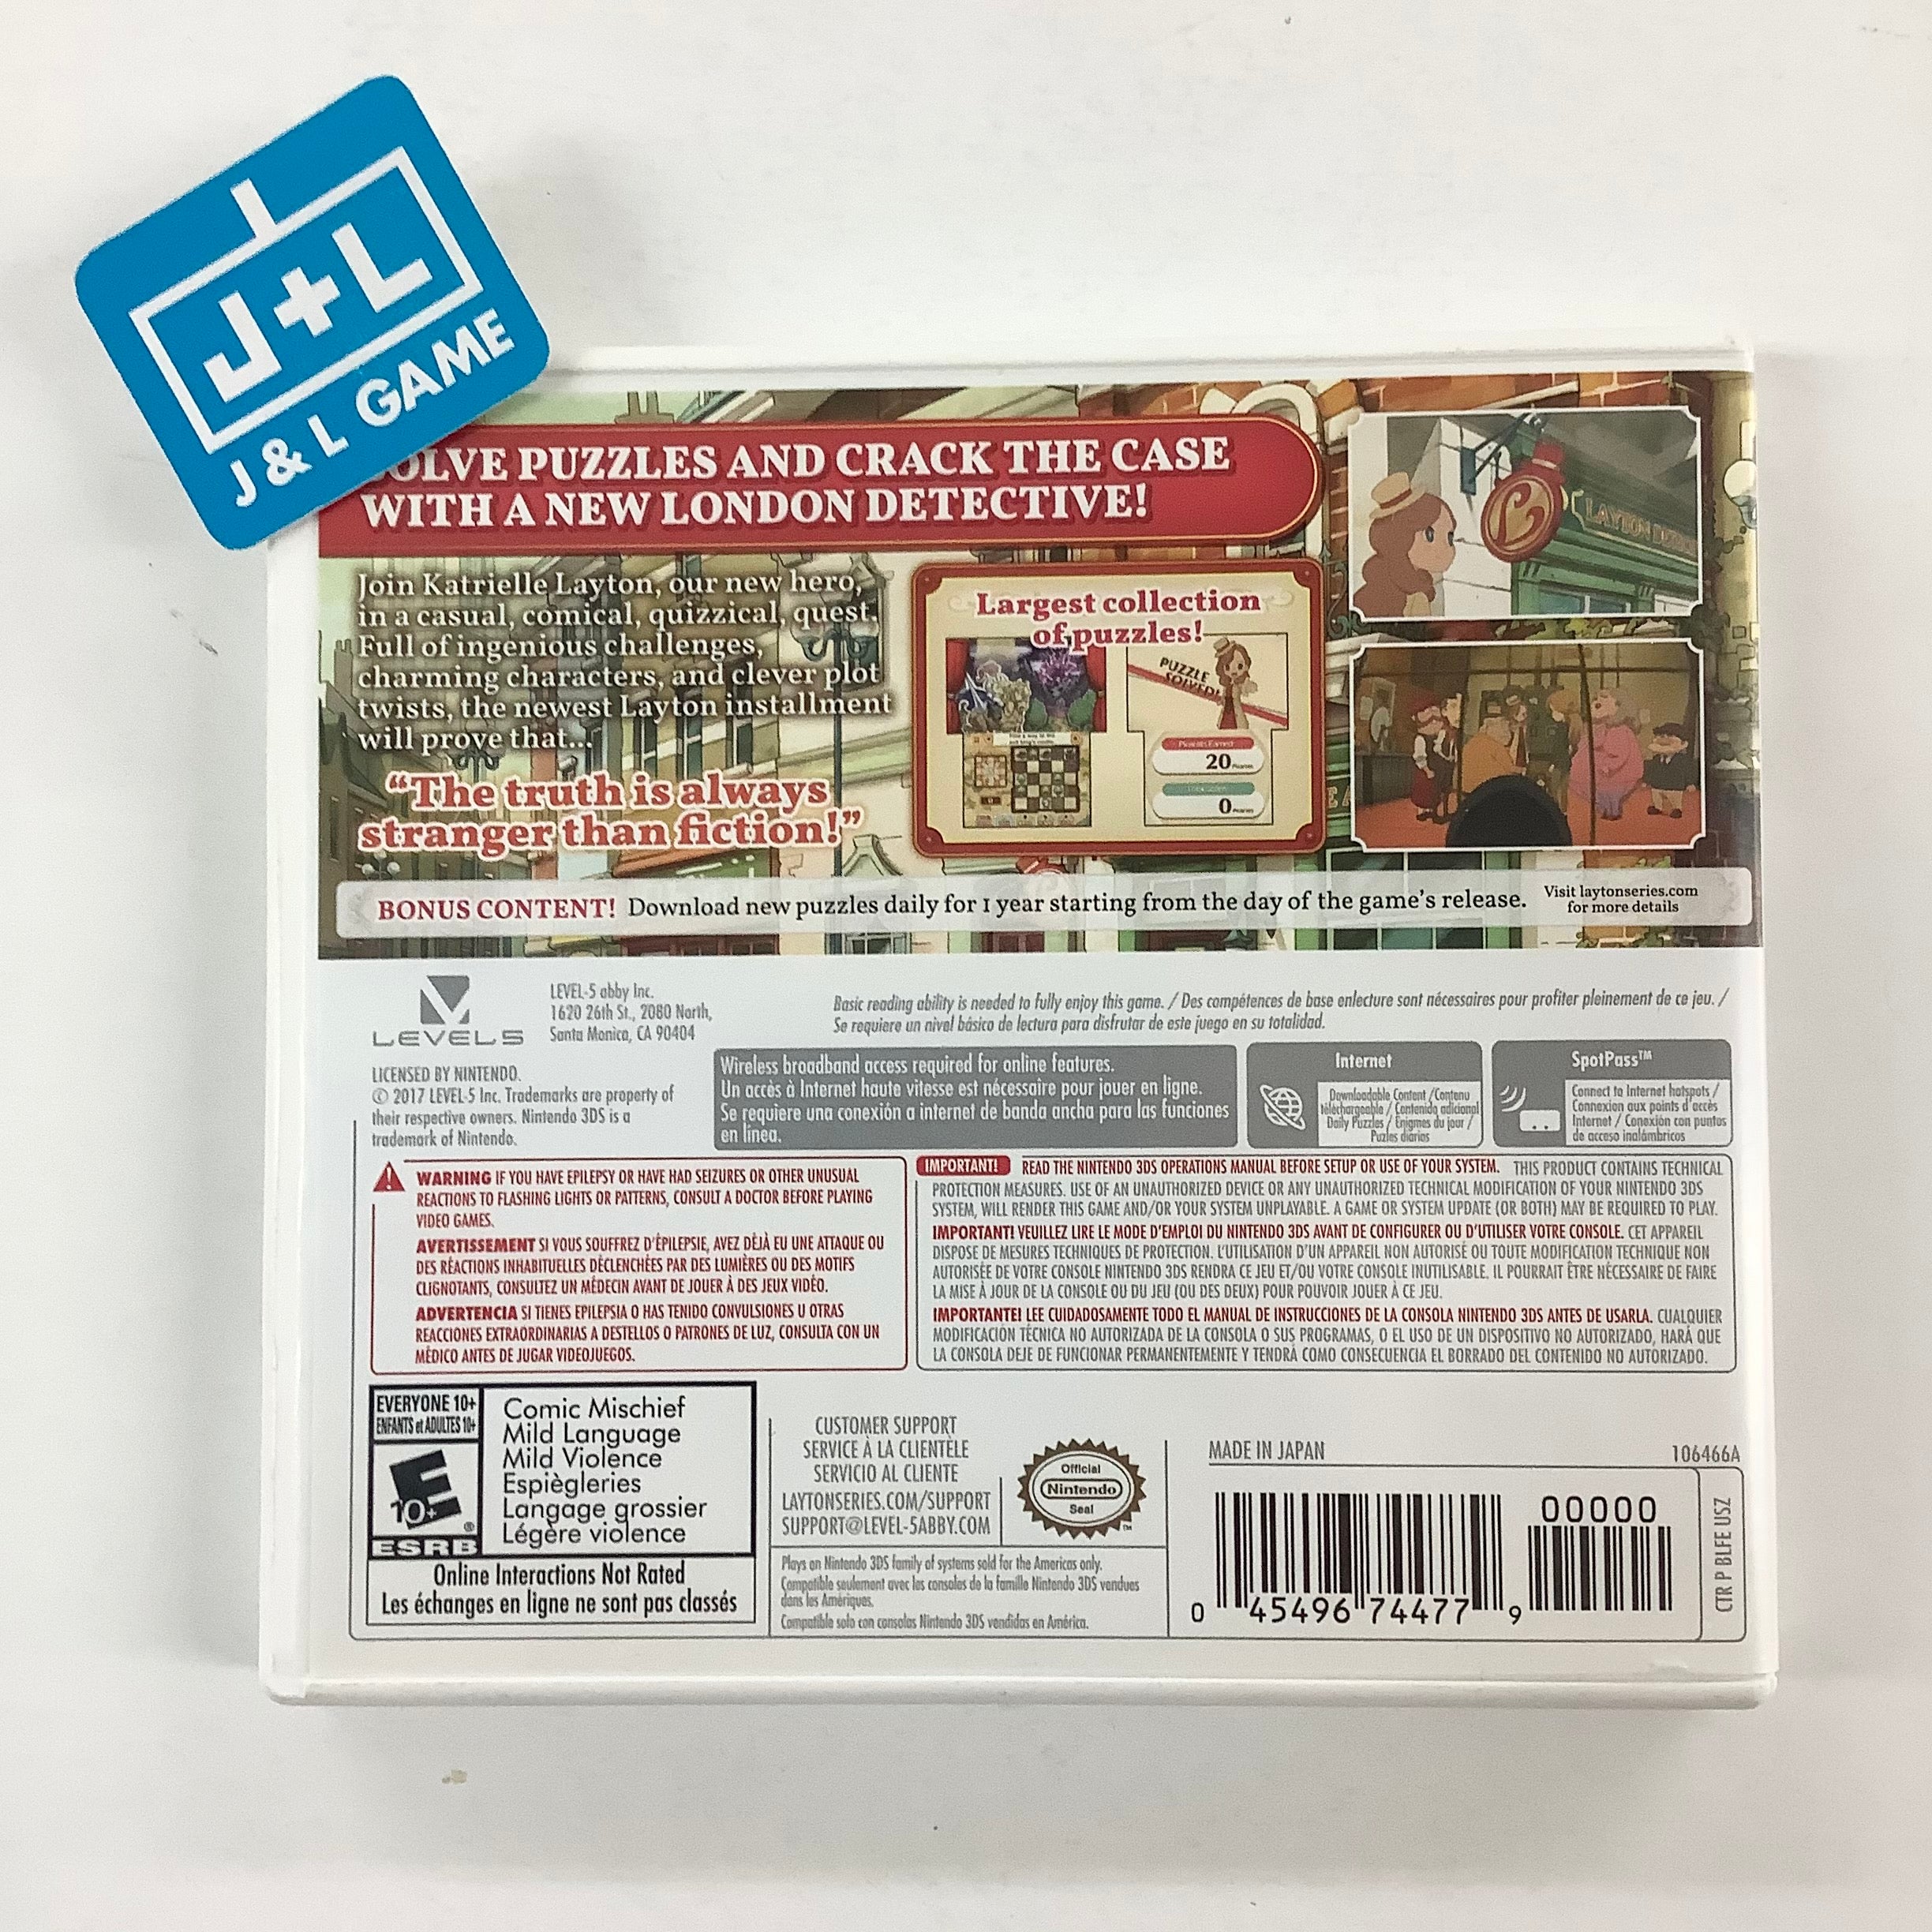 J+L
J & L GAME
OLVE PUZZLES AND CRACK THE CASE
WITH A NEW LONDON DETECTIVE!
Join Katrielle Layton, our new hero,
in a casual, comical, quizzical, quest.
Full of ingenious challenges,
charming characters, and clever plot
twists, the newest Layton installment
will prove that...
“The truth is always
stranger than fiction!”
Largest collection
of puzzles!
PUZZLE
SOLVED!
20
0
LAYTON
BONUS CONTENT! Download new puzzles daily for 1 year starting from the day of the game's release.
Visit laytonseries.com
for more details
LEVEL5
LEVEL-5 abby Inc.
1620 26th St., 2080 North,
Santa Monica, CA 90404
Basic reading ability is needed to fully enjoy this game. / Des compétences de base enlecture sont nécessaires pour profiter pleinement de ce jeu. /
Se requiere un nivel básico de lectura para disfrutar de este juego en su totalidad.
LICENSED BY NINTENDO.
© 2017 LEVEL-5 Inc. Trademarks are property of
their respective owners. Nintendo 3DS is a
trademark of Nintendo.
Wireless broadband access required for online features.
Un accès à Internet haute vitesse est nécessaire pour jouer en ligne.
Se requiere una conexión a internet de banda ancha para las funciones
en línea.
Internet
Downloadable Content /Contenu
téléchargeable / Contenido adicional
Daily Puzzles / Énigmes du jour /
Puzles diarios
SpotPass™
Connect to Internet hotspots /
Connexion aux points d'accès
Internet / Conexión con puntos
de acceso inalámbricos
WARNING IF YOU HAVE EPILEPSY OR HAVE HAD SEIZURES OR OTHER UNUSUAL
REACTIONS TO FLASHING LIGHTS OR PATTERNS, CONSULT A DOCTOR BEFORE PLAYING
VIDEO GAMES.
AVERTISSEMENT SI VOUS SOUFFREZ D'ÉPILEPSIE, AVEZ DÉJÀ EU UNE ATTAQUE OU
DES RÉACTIONS INHABITUELLES DÉCLENCHÉES PAR DES LUMIÈRES OU DES MOTIFS
CLIGNOTANTS, CONSULTEZ UN MÉDECIN AVANT DE JOUER À DES JEUX VIDÉO.
ADVERTENCIA SI TIENES EPILEPSIA O HAS TENIDO CONVULSIONES U OTRAS
REACCIONES EXTRAORDINARIAS A DESTELLOS O PATRONES DE LUZ, CONSULTA CON UN
MÉDICO ANTES DE JUGAR VIDEOJUEGOS.
IMPORTANT! READ THE NINTENDO 3DS OPERATIONS MANUAL BEFORE SETUP OR USE OF YOUR SYSTEM. THIS PRODUCT CONTAINS TECHNICAL
PROTECTION MEASURES. USE OF AN UNAUTHORIZED DEVICE OR ANY UNAUTHORIZED TECHNICAL MODIFICATION OF YOUR NINTENDO 3DS
SYSTEM, WILL RENDER THIS GAME AND/OR YOUR SYSTEM UNPLAYABLE. A GAME OR SYSTEM UPDATE (OR BOTH) MAY BE REQUIRED TO PLAY.
IMPORTANT! VEUILLEZ LIRE LE MODE D'EMPLOI DU NINTENDO 3DS AVANT DE CONFIGURER OU D'UTILISER VOTRE CONSOLE. CET APPAREIL
DISPOSE DE MESURES TECHNIQUES DE PROTECTION. L'UTILISATION D'UN APPAREIL NON AUTORISÉ OU TOUTE MODIFICATION TECHNIQUE NON
AUTORISÉE DE VOTRE CONSOLE NINTENDO 3DS RENDRA CE JEU ET/OU VOTRE CONSOLE INUTILISABLE. IL POURRAIT ÊTRE NÉCESSAIRE DE FAIRE
LA MISE À JOUR DE LA CONSOLE OU DU JEU (OU DES DEUX) POUR POUVOIR JOUER À CE JEU.
IMPORTANTE! LEE CUIDADOSAMENTE TODO EL MANUAL DE INSTRUCCIONES DE LA CONSOLA NINTENDO 3DS ANTES DE USARLA. CUALQUIER
MODIFICACIÓN TÉCNICA NO AUTORIZADA DE LA CONSOLA O SUS PROGRAMAS, O EL USO DE UN DISPOSITIVO NO AUTORIZADO, HARÁ QUE
LA CONSOLA DEJE DE FUNCIONAR PERMANENTEMENTE Y TENDRÁ COMO CONSECUENCIA EL BORRADO DEL CONTENIDO NO AUTORIZADO.
EVERYONE 10+
ENFANTS et ADULTES 10+
E
10+
®
ESRB
Comic Mischief
Mild Language
Mild Violence
Espiègleries
Langage grossier
Légère violence
Online Interactions Not Rated
Les échanges en ligne ne sont pas classés
CUSTOMER SUPPORT
SERVICE À LA CLIENTÈLE
SERVICIO AL CLIENTE
LAYTONSERIES.COM/SUPPORT
SUPPORT@LEVEL-5ABBY.COM
Official
Nintendo
Seal
™
Plays on Nintendo 3DS family of systems sold for the Americas only.
Compatible seulement avec les consoles de la famille Nintendo 3DS vendues
dans les Amériques.
Compatible solo con consolas Nintendo 3DS vendidas en América.
MADE IN JAPAN
106466A
00000
0 45496 74477 9
CTR P BLFE USZ